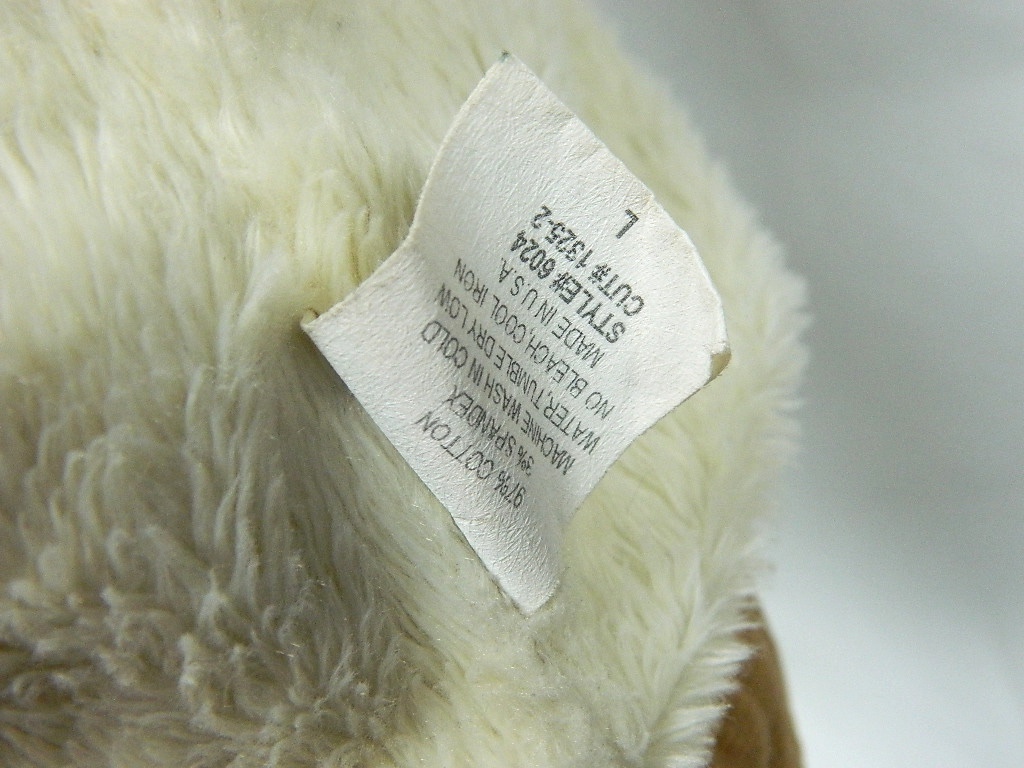 97% COTTON
3% SPANDEX
MACHINE WASH IN COLD
WATER, TUMBLE DRY LOW
NO BLEACH, COOL IRON
MADE IN U.S.A.
STYLE# 6024
CUT# 1325-2
L